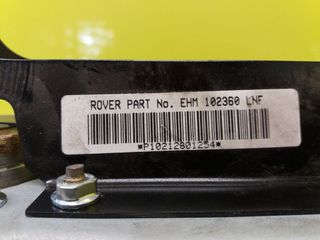 ROVER PART No. EHM 102360 LNF
*P10212801254*